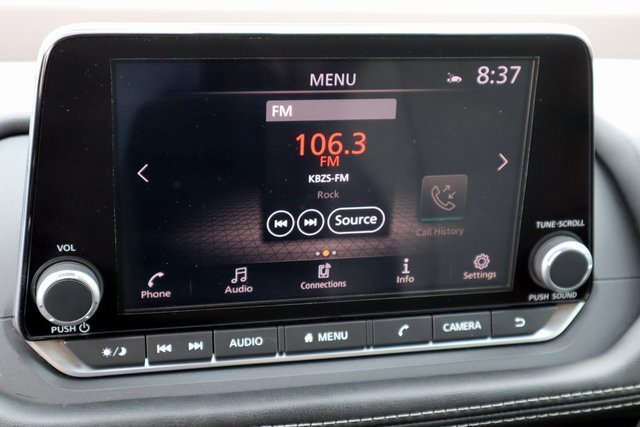 MENU 8:37
FM
106.3
FM
KBZS-FM
Rock
Source
Call History
Phone Audio Connections Info Settings
VOL
PUSH
TUNE·SCROLL
PUSH SOUND
AUDIO MENU CAMERA